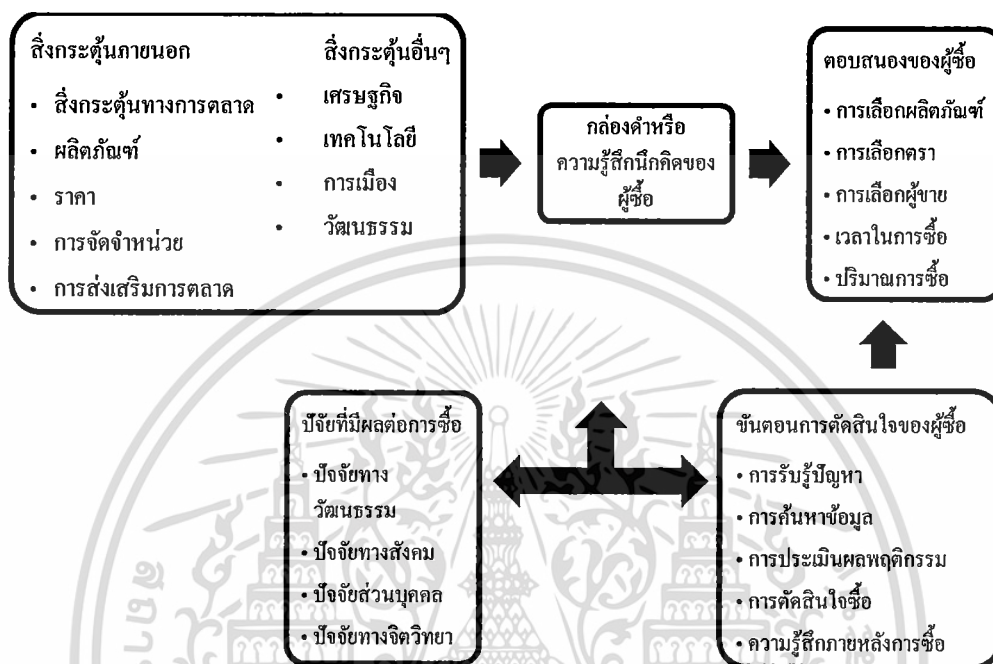 สิ่งกระตุ้นภายนอก
• สิ่งกระตุ้นทางการตลาด
• ผลิตภัณฑ์
• ราคา
• การจัดจำหน่วย
• การส่งเสริมการตลาด
สิ่งกระตุ้นอื่นๆ
• เศรษฐกิจ
• เทคโนโลยี
• การเมือง
• วัฒนธรรม
กล่องดำหรือ
ความรู้สึกนึกคิดของ
ผู้ซื้อ
ตอบสนองของผู้ซื้อ
• การเลือกผลิตภัณฑ์
• การเลือกตรา
• การเลือกผู้ขาย
• เวลาในการซื้อ
• ปริมาณการซื้อ
ปัจจัยที่มีผลต่อการซื้อ
• ปัจจัยทาง
วัฒนธรรม
• ปัจจัยทางสังคม
• ปัจจัยส่วนบุคคล
• ปัจจัยทางจิตวิทยา
ขั้นตอนการตัดสินใจของผู้ซื้อ
• การรับรู้ปัญหา
• การค้นหาข้อมูล
• การประเมินผลพฤติกรรม
• การตัดสินใจซื้อ
• ความรู้สึกภายหลังการซื้อ